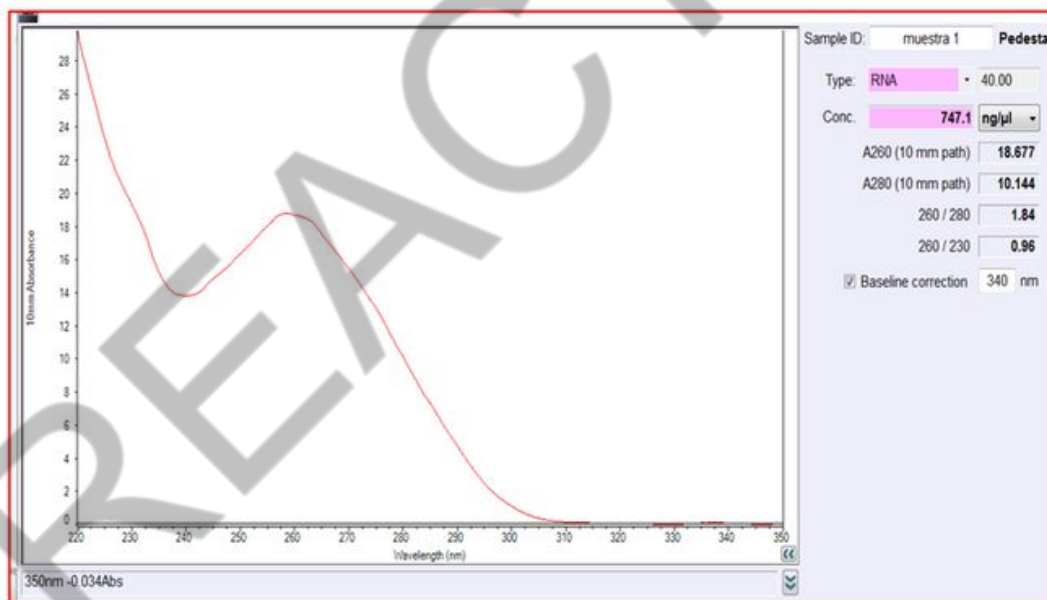 Sample ID: muestra 1 Pedesta
Type: RNA 40.00
Conc. 747.1 ng/µl
A260 (10 mm path) 18.677
A280 (10 mm path) 10.144
260 / 280 1.84
260 / 230 0.96
Baseline correction 340 nm
10mm Absorbance
28
26
24
22
20
18
16
14
12
10
8
6
4
2
0
220 230 240 250 260 270 280 290 300 310 320 330 340 350
Wavelength (nm)
350nm -0.034Abs
REACT